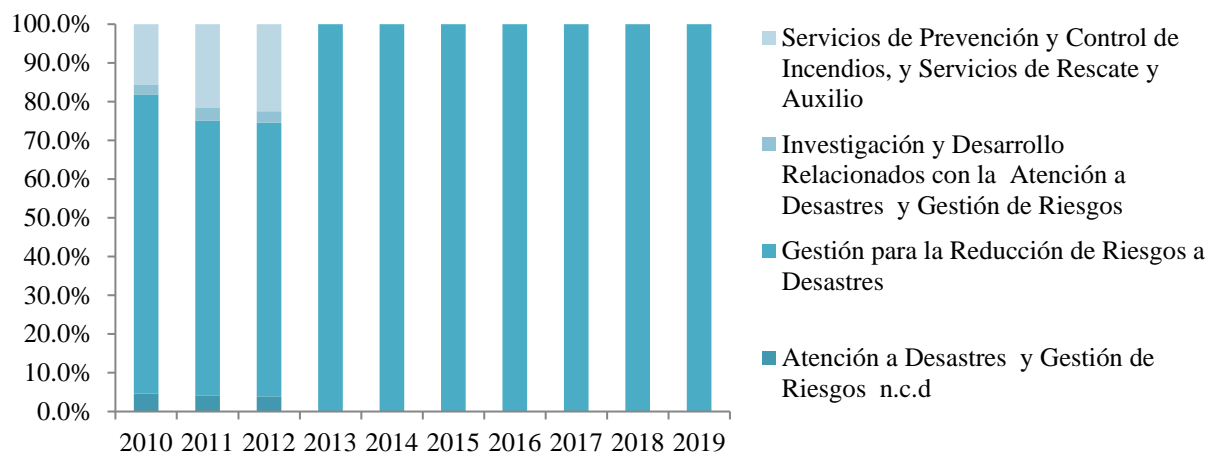 100.0%
90.0%
80.0%
70.0%
60.0%
50.0%
40.0%
30.0%
20.0%
10.0%
0.0%
2010 2011 2012 2013 2014 2015 2016 2017 2018 2019
Servicios de Prevención y Control de
Incendios, y Servicios de Rescate y
Auxilio
Investigación y Desarrollo
Relacionados con la Atención a
Desastres y Gestión de Riesgos
Gestión para la Reducción de Riesgos a
Desastres
Atención a Desastres y Gestión de
Riesgos n.c.d